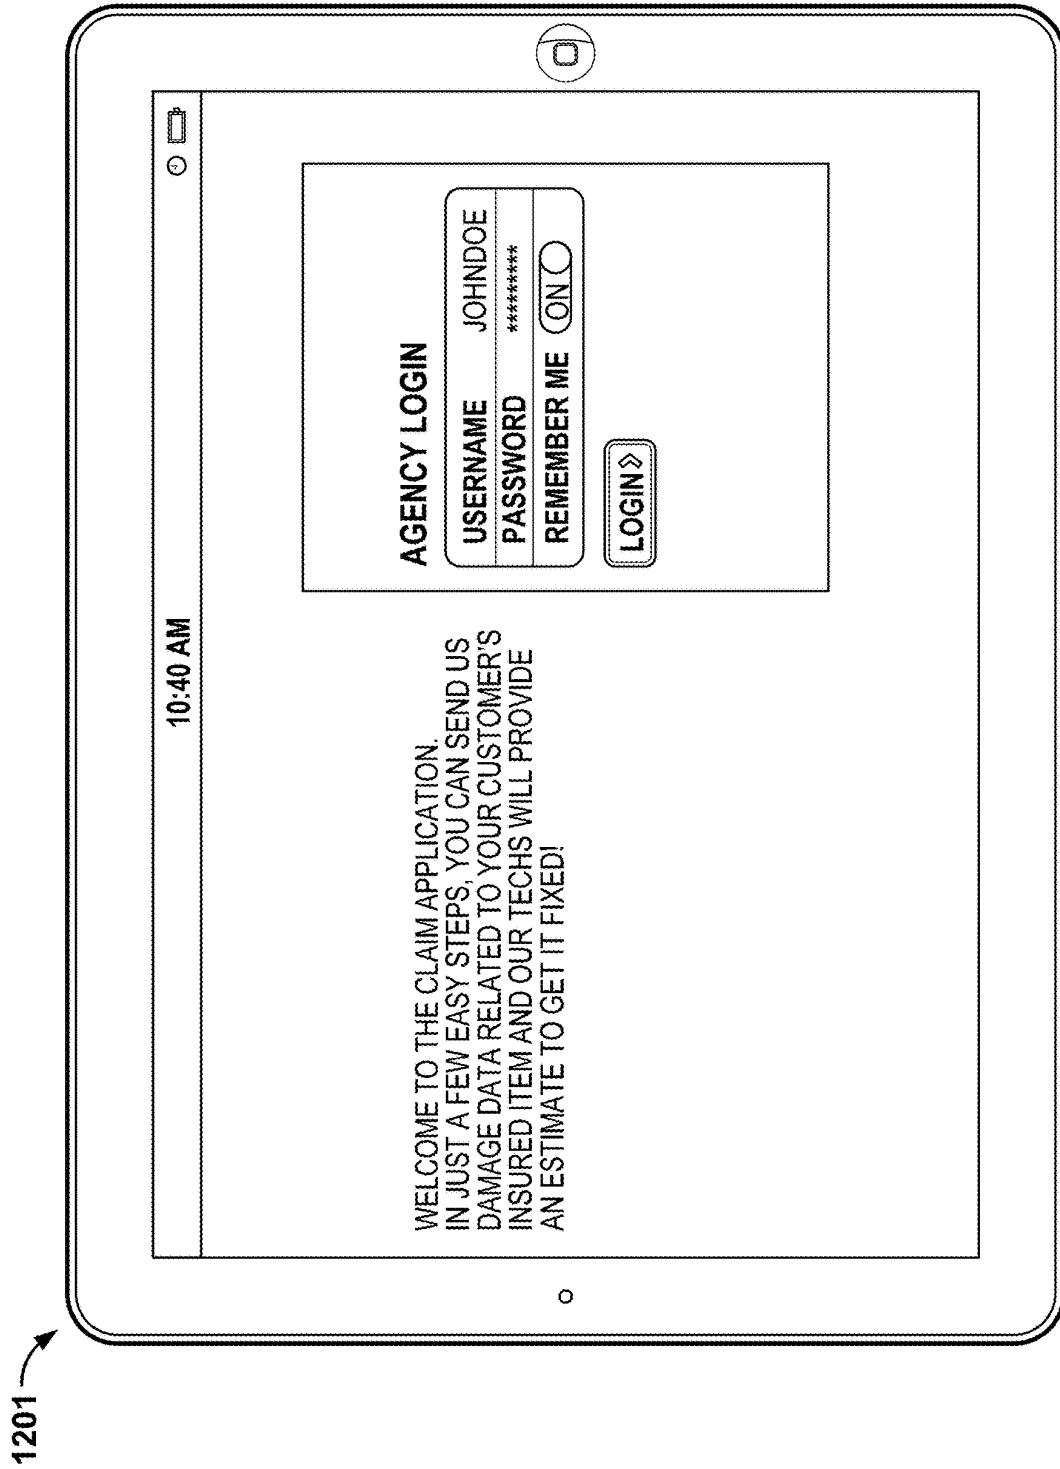 1201
10:40 AM
WELCOME TO THE CLAIM APPLICATION.
IN JUST A FEW EASY STEPS, YOU CAN SEND US
DAMAGE DATA RELATED TO YOUR CUSTOMER'S
INSURED ITEM AND OUR TECHS WILL PROVIDE
AN ESTIMATE TO GET IT FIXED!
AGENCY LOGIN
USERNAME JOHNDOE
PASSWORD *********
REMEMBER ME ON
LOGIN»